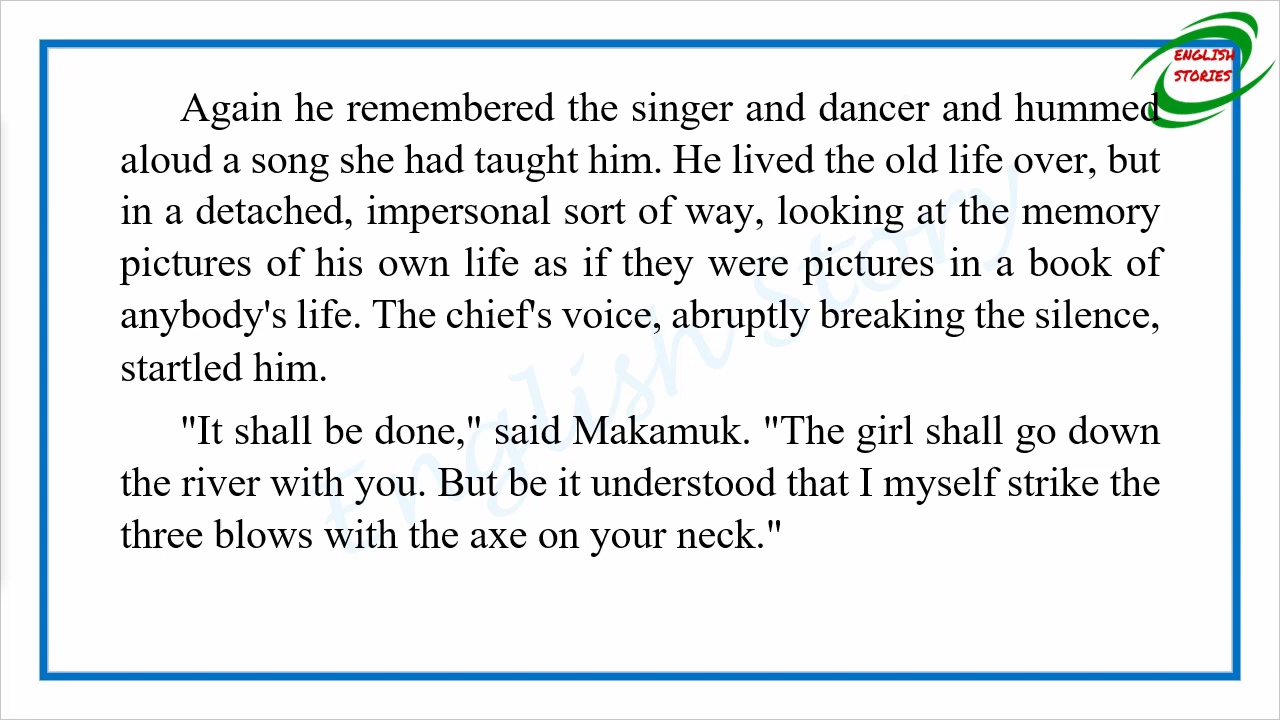 ENGLISH
STORIES
Again he remembered the singer and dancer and hummed
aloud a song she had taught him. He lived the old life over, but
in a detached, impersonal sort of way, looking at the memory
pictures of his own life as if they were pictures in a book of
anybody's life. The chief's voice, abruptly breaking the silence,
startled him.
"It shall be done," said Makamuk. "The girl shall go down
the river with you. But be it understood that I myself strike the
three blows with the axe on your neck."
English Story